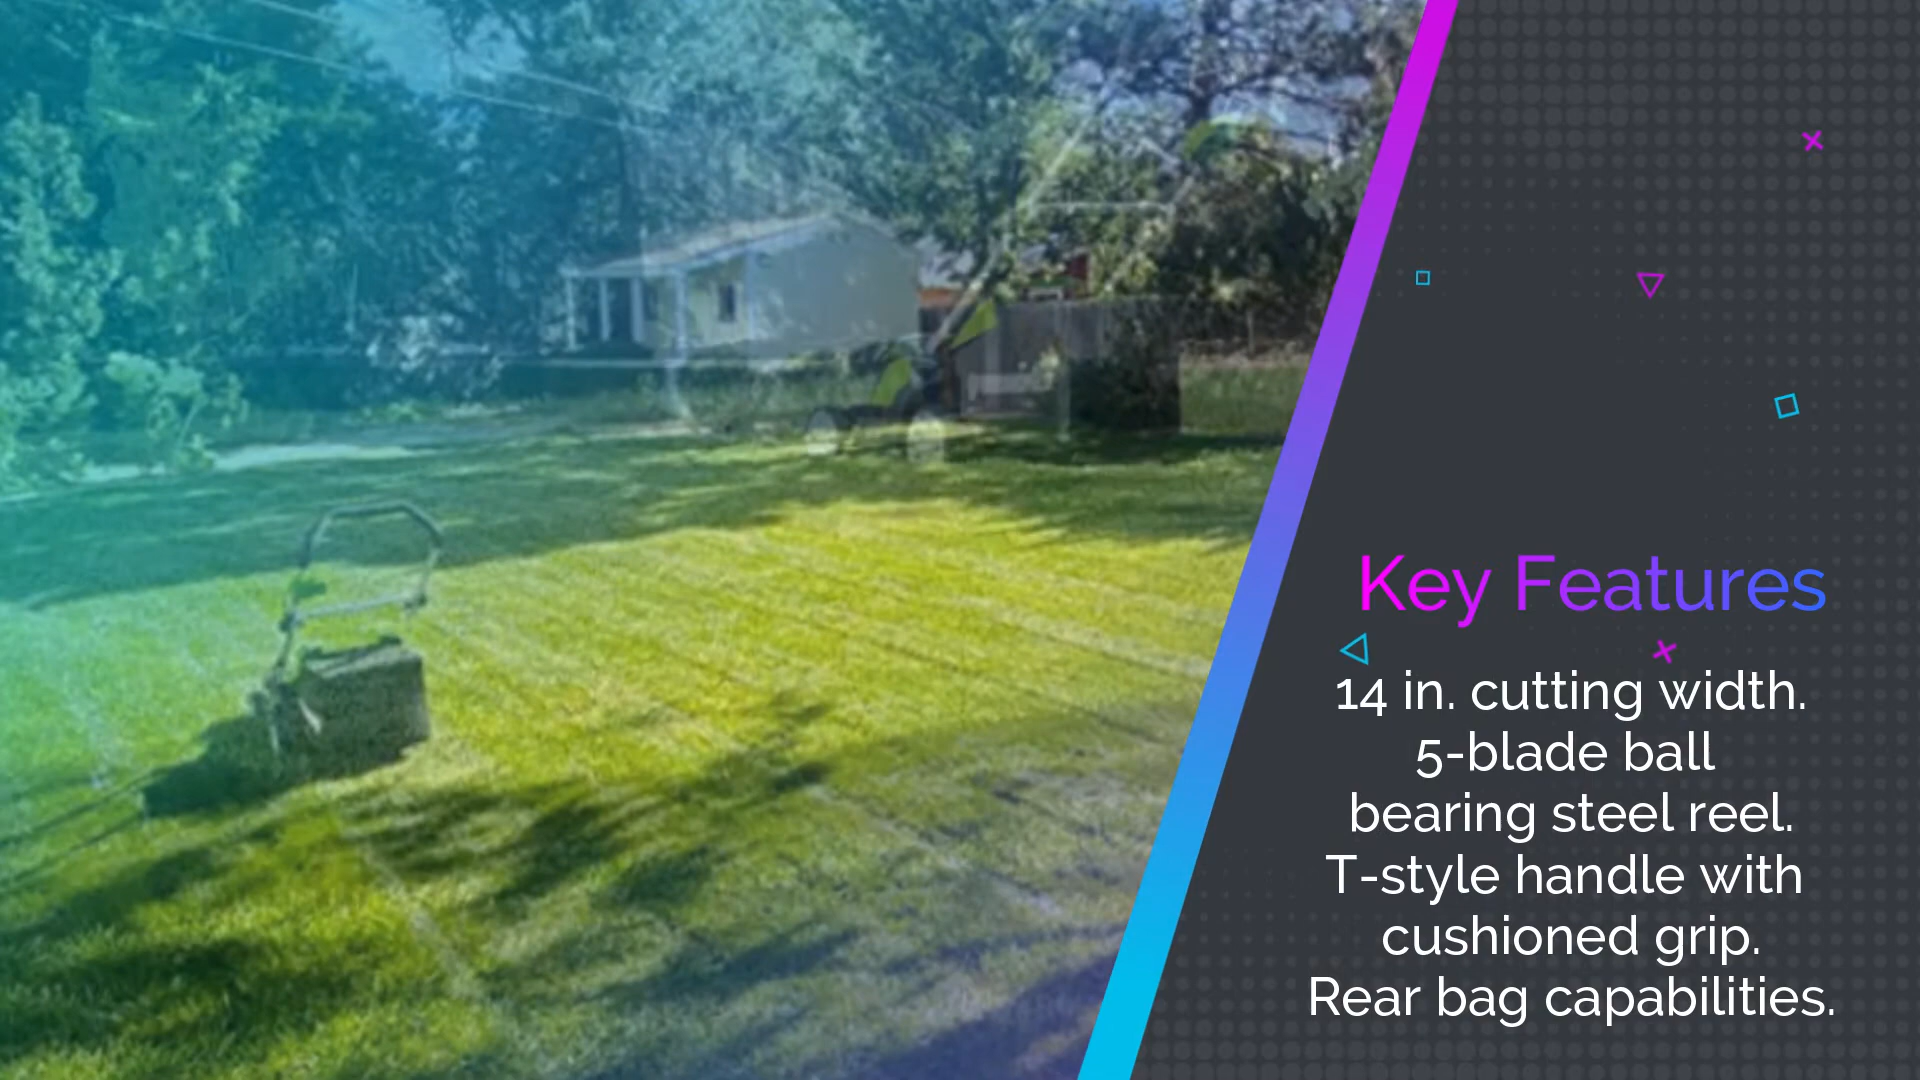 Key Features
14 in. cutting width.
5-blade ball
bearing steel reel.
T-style handle with
cushioned grip.
Rear bag capabilities.